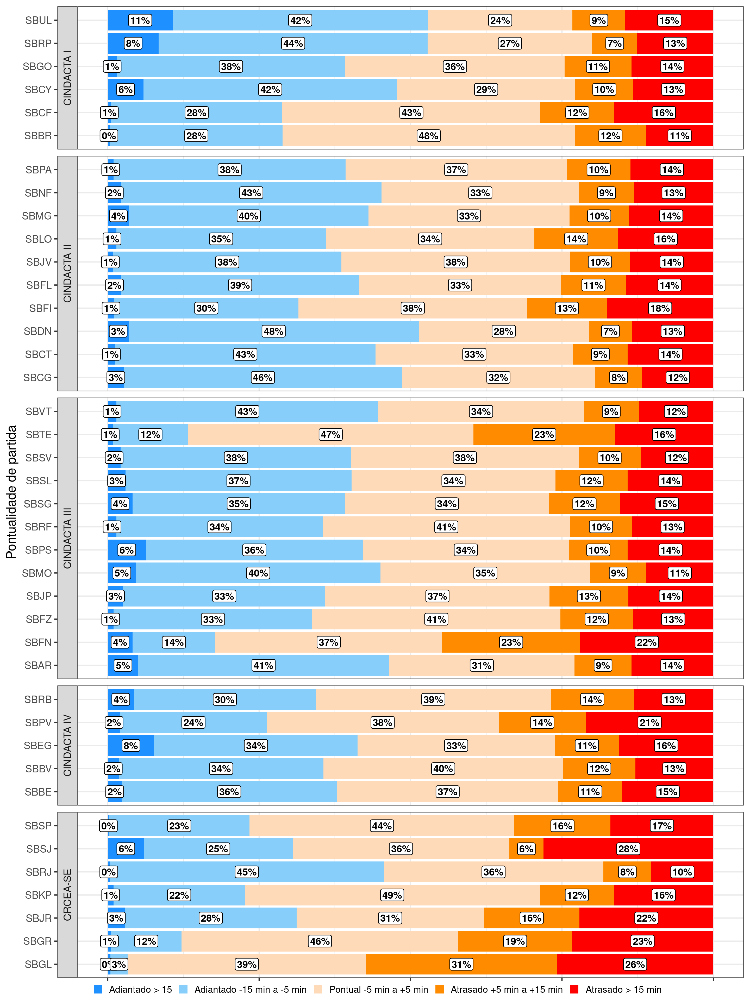 Pontualidade de partida
CINDACTA I
SBUL 11% 42% 24% 9% 15%
SBRP 8% 44% 27% 7% 13%
SBGO 1% 38% 36% 11% 14%
SBCY 6% 42% 29% 10% 13%
SBCF 1% 28% 43% 12% 16%
SBBR 0% 28% 48% 12% 11%
CINDACTA II
SBPA 1% 38% 37% 10% 14%
SBNF 2% 43% 33% 9% 13%
SBMG 4% 40% 33% 10% 14%
SBLO 1% 35% 34% 14% 16%
SBJV 1% 38% 38% 10% 14%
SBFL 2% 39% 33% 11% 14%
SBFI 1% 30% 38% 13% 18%
SBDN 3% 48% 28% 7% 13%
SBCT 1% 43% 33% 9% 14%
SBCG 3% 46% 32% 8% 12%
CINDACTA III
SBVT 1% 43% 34% 9% 12%
SBTE 1% 12% 47% 23% 16%
SBSV 2% 38% 38% 10% 12%
SBSL 3% 37% 34% 12% 14%
SBSG 4% 35% 34% 12% 15%
SBRF 1% 34% 41% 10% 13%
SBPS 6% 36% 34% 10% 14%
SBMO 5% 40% 35% 9% 11%
SBJP 3% 33% 37% 13% 14%
SBFZ 1% 33% 41% 12% 13%
SBFN 4% 14% 37% 23% 22%
SBAR 5% 41% 31% 9% 14%
CINDACTA IV
SBRB 4% 30% 39% 14% 13%
SBPV 2% 24% 38% 14% 21%
SBEG 8% 34% 33% 11% 16%
SBBV 2% 34% 40% 12% 13%
SBBE 2% 36% 37% 11% 15%
CRCEA-SE
SBSP 0% 23% 44% 16% 17%
SBSJ 6% 25% 36% 6% 28%
SBRJ 0% 45% 36% 8% 10%
SBKP 1% 22% 49% 12% 16%
SBJR 3% 28% 31% 16% 22%
SBGR 1% 12% 46% 19% 23%
SBGL 0% 3% 39% 31% 26%
Adiantado > 15 Adiantado -15 min a -5 min Pontual -5 min a +5 min Atrasado +5 min a +15 min Atrasado > 15 min